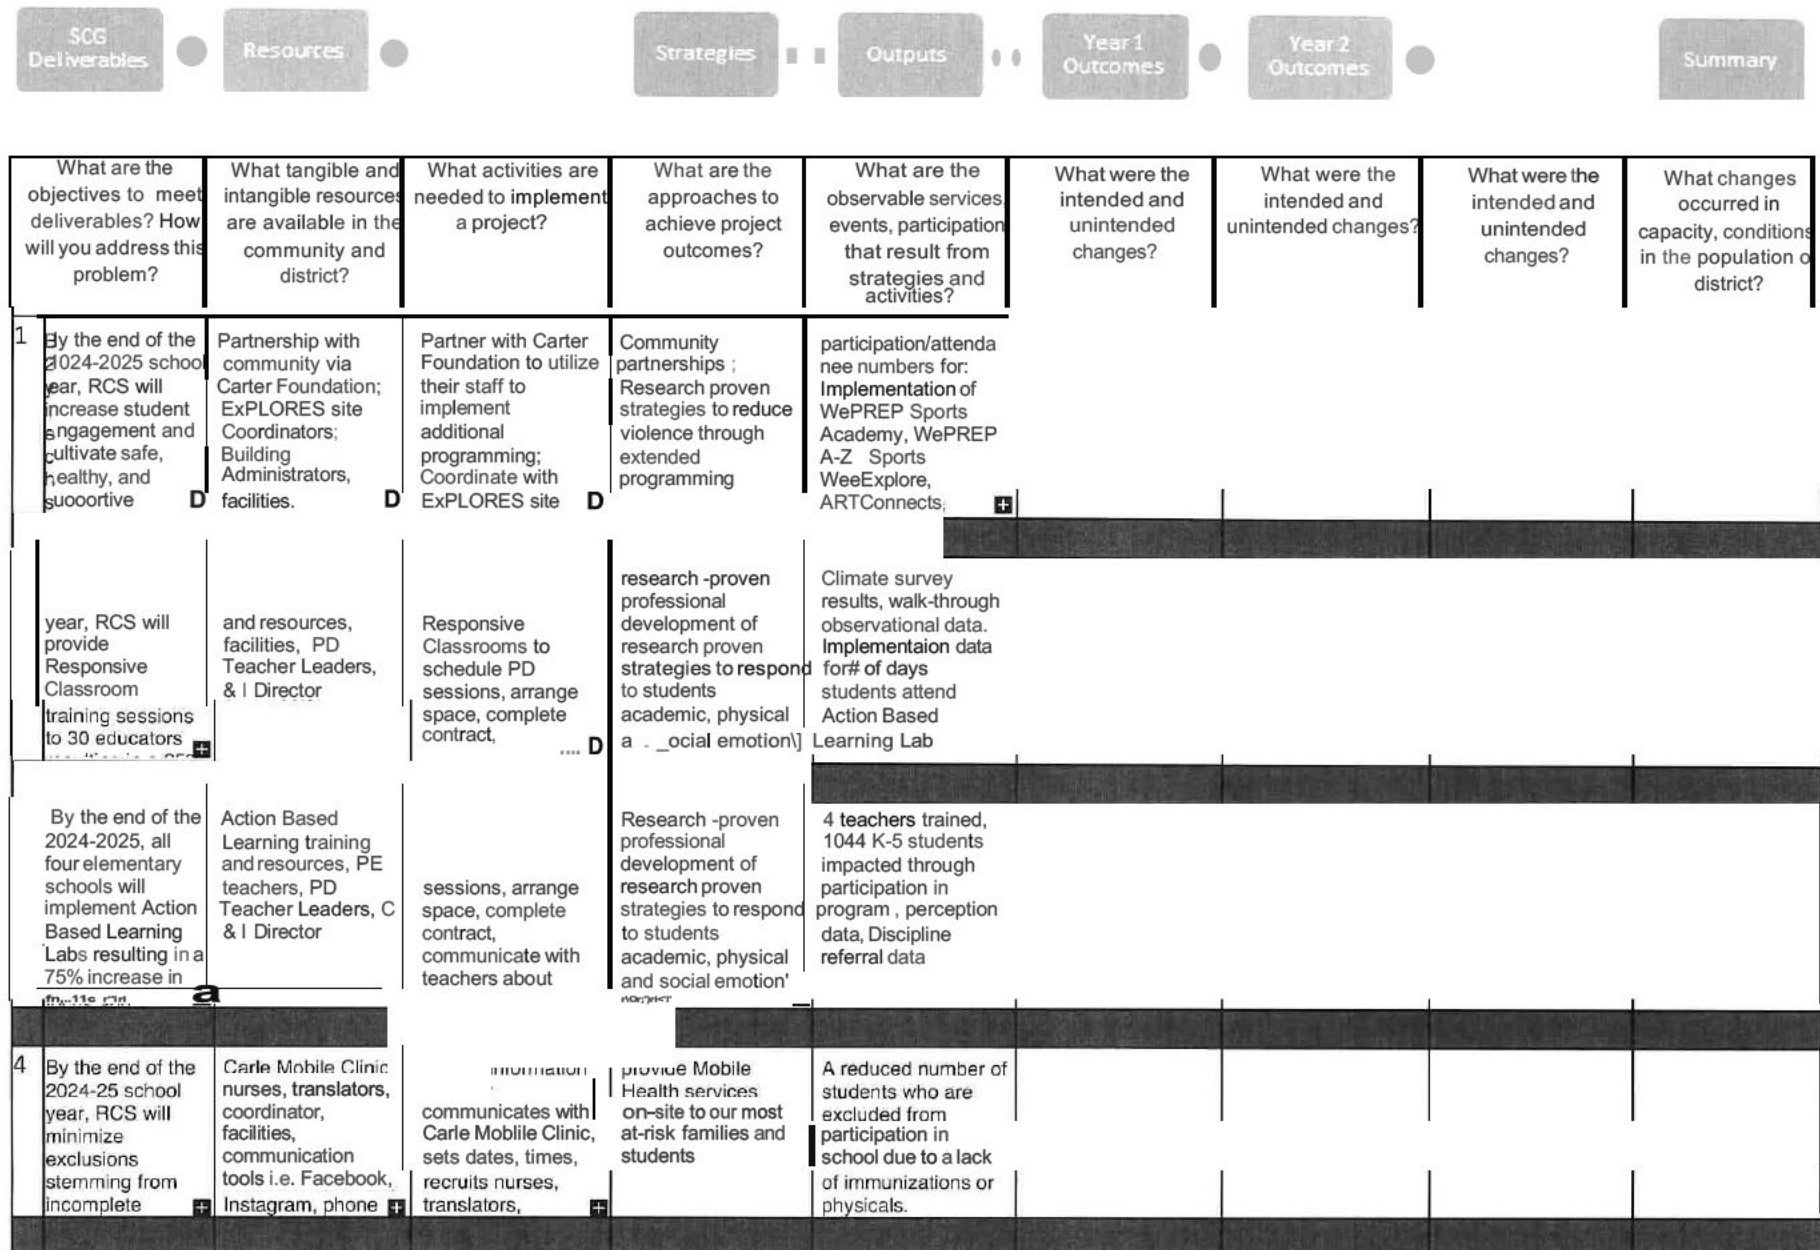 SCG
Deliverables
Resources
Strategies
Outputs
Year 1
Outcomes
Year 2
Outcomes
Summary
What are the
objectives to meet
deliverables? How
will you address this
problem?
What tangible and
intangible resources
are available in the
community and
district?
What activities are
needed to implement
a project?
What are the
approaches to
achieve project
outcomes?
What are the
observable services,
events, participation
that result from
strategies and
activities?
What were the
intended and
unintended
changes?
What were the
intended and
unintended changes?
What were the
intended and
unintended
changes?
What changes
occurred in
capacity, conditions
in the population o
district?
1
By the end of the
2024-2025 school
year, RCS will
increase student
engagement and
cultivate safe,
healthy, and
suooortive
D
Partnership with
community via
Carter Foundation;
ExPLORES site
Coordinators;
Building
Administrators,
facilities.
D
Partner with Carter
Foundation to utilize
their staff to
implement
additional
programming;
Coordinate with
ExPLORES site
D
Community
partnerships ;
Research proven
strategies to reduce
violence through
extended
programming
participation/attenda
nee numbers for:
Implementation of
WePREP Sports
Academy, WePREP
A-Z Sports
WeeExplore,
ARTConnects,
year, RCS will
provide
Responsive
Classroom
training sessions
to 30 educators
and resources,
facilities, PD
Teacher Leaders,
& I Director
Responsive
Classrooms to
schedule PD
sessions, arrange
space, complete
contract,
.... D
research -proven
professional
development of
research proven
strategies to respond
to students
academic, physical
a . _ocial emotion\]
Climate survey
results, walk-through
observational data.
Implementaion data
for# of days
students attend
Action Based
Learning Lab
By the end of the
2024-2025, all
four elementary
schools will
implement Action
Based Learning
Labs resulting in a
75% increase in
a
Action Based
Learning training
and resources, PE
teachers, PD
Teacher Leaders, C
& I Director
sessions, arrange
space, complete
contract,
communicate with
teachers about
Research -proven
professional
development of
research proven
strategies to respond
to students
academic, physical
and social emotion'
4 teachers trained,
1044 K-5 students
impacted through
participation in
program , perception
data, Discipline
referral data
4
By the end of the
2024-25 school
year, RCS will
minimize
exclusions
stemming from
incomplete
Carle Mobile Clinic
nurses, translators,
coordinator,
facilities,
communication
tools i.e. Facebook,
Instagram, phone
information
communicates with
Carle Moblile Clinic,
sets dates, times,
recruits nurses,
translators,
provide Mobile
Health services
on-site to our most
at-risk families and
students
A reduced number of
students who are
excluded from
participation in
school due to a lack
of immunizations or
physicals.